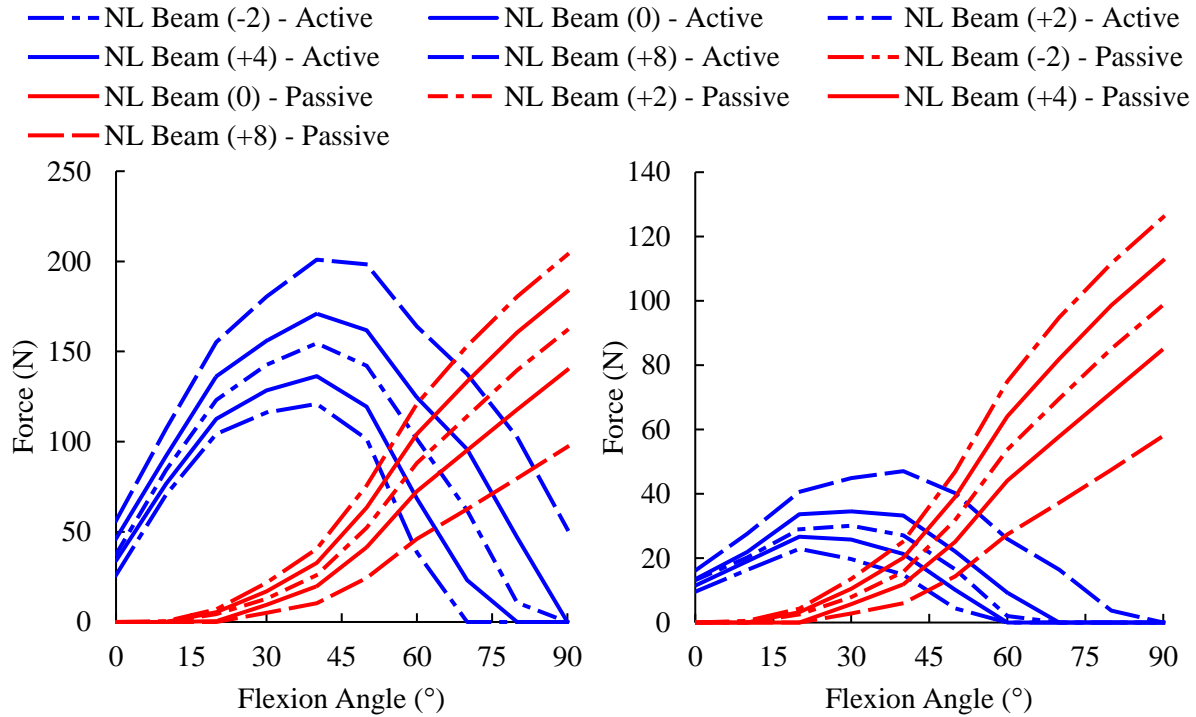 NL Beam (-2) - Active NL Beam (0) - Active NL Beam (+2) - Active
NL Beam (+4) - Active NL Beam (+8) - Active NL Beam (-2) - Passive
NL Beam (0) - Passive NL Beam (+2) - Passive NL Beam (+4) - Passive
NL Beam (+8) - Passive
250
200
150
100
50
0
Force (N)
0 15 30 45 60 75 90
Flexion Angle (°)
140
120
100
80
60
40
20
0
Force (N)
0 15 30 45 60 75 90
Flexion Angle (°)